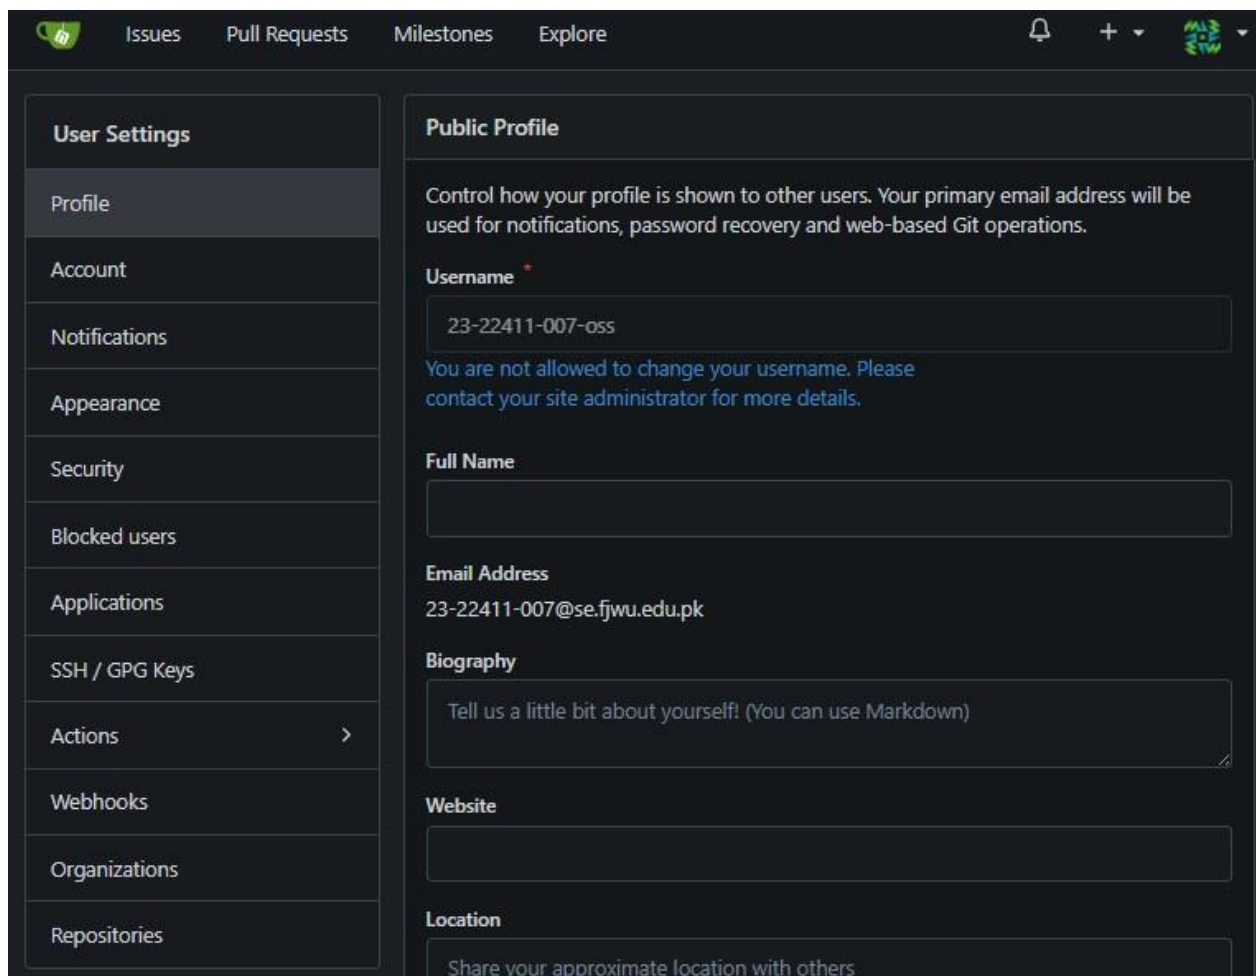 Issues
Pull Requests
Milestones
Explore
User Settings
Profile
Account
Notifications
Appearance
Security
Blocked users
Applications
SSH / GPG Keys
Actions
Webhooks
Organizations
Repositories
Public Profile
Control how your profile is shown to other users. Your primary email address will be
used for notifications, password recovery and web-based Git operations.
Username *
23-22411-007-oss
You are not allowed to change your username. Please
contact your site administrator for more details.
Full Name
Email Address
23-22411-007@se.fjwu.edu.pk
Biography
Tell us a little bit about yourself! (You can use Markdown)
Website
Location
Share your approximate location with others